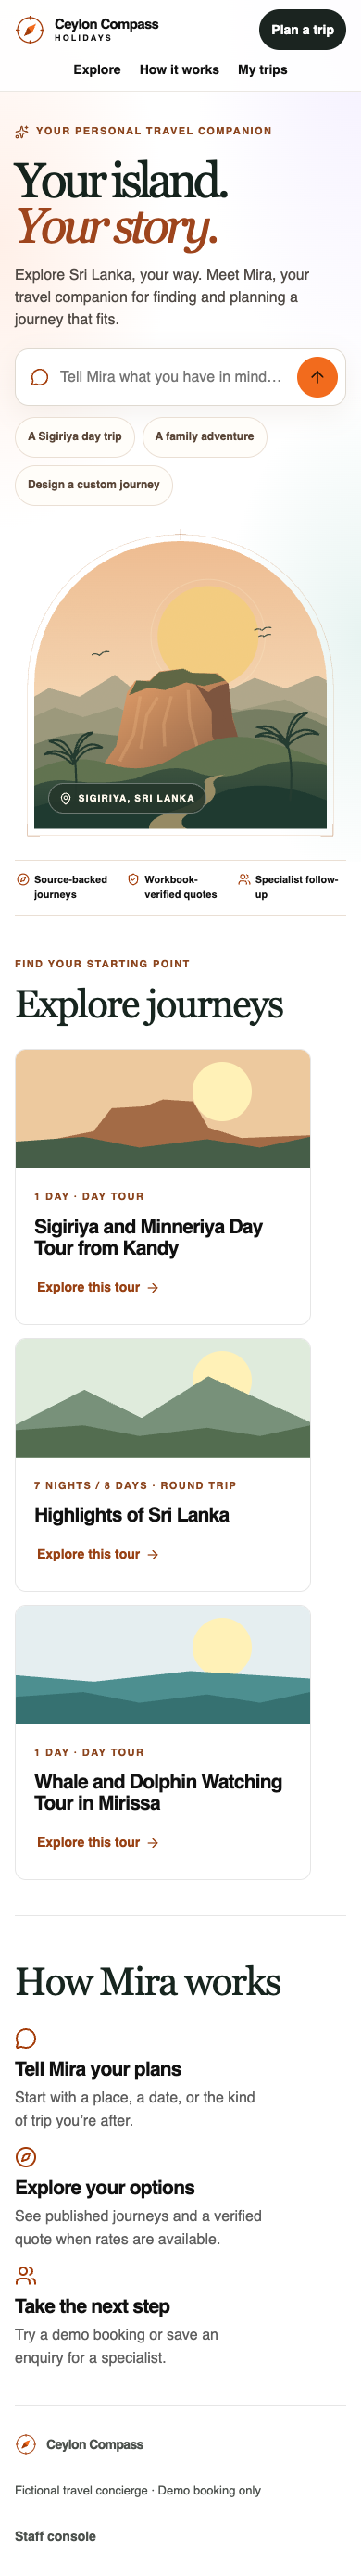 Ceylon Compass
HOLIDAYS
Plan a trip
Explore How it works My trips
YOUR PERSONAL TRAVEL COMPANION
Your island.
Your story.
Explore Sri Lanka, your way. Meet Mira, your
travel companion for finding and planning a
journey that fits.
Tell Mira what you have in mind…
A Sigiriya day trip
A family adventure
Design a custom journey
SIGIRIYA, SRI LANKA
Source-backed
journeys
Workbook-
verified quotes
Specialist follow-
up
FIND YOUR STARTING POINT
Explore journeys
1 DAY · DAY TOUR
Sigiriya and Minneriya Day
Tour from Kandy
Explore this tour →
7 NIGHTS / 8 DAYS · ROUND TRIP
Highlights of Sri Lanka
Explore this tour →
1 DAY · DAY TOUR
Whale and Dolphin Watching
Tour in Mirissa
Explore this tour →
How Mira works
Tell Mira your plans
Start with a place, a date, or the kind
of trip you’re after.
Explore your options
See published journeys and a verified
quote when rates are available.
Take the next step
Try a demo booking or save an
enquiry for a specialist.
Ceylon Compass
Fictional travel concierge · Demo booking only
Staff console